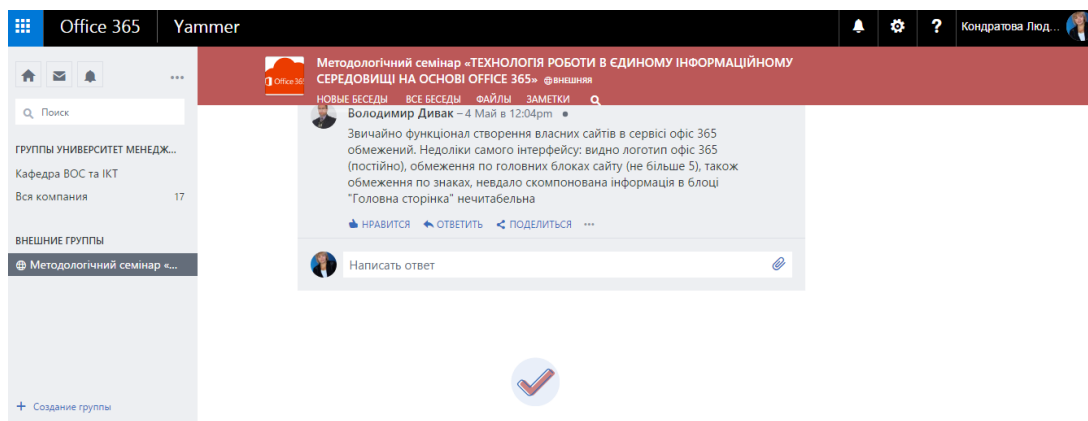 Office 365 Yammer ? Кондратова Люд...
Поиск
ГРУППЫ УНИВЕРСИТЕТ МЕНЕДЖ...
Кафедра ВОС та ІКТ
Вся компания 17
ВНЕШНИЕ ГРУППЫ
Методологічний семінар «...
+ Создание группы
Office 365
Методологічний семінар «ТЕХНОЛОГІЯ РОБОТИ В ЄДИНОМУ ІНФОРМАЦІЙНОМУ
СЕРЕДОВИЩІ НА ОСНОВІ OFFICE 365» ВНЕШНЯЯ
НОВЫЕ БЕСЕДЫ ВСЕ БЕСЕДЫ ФАЙЛЫ ЗАМЕТКИ
Володимир Дивак – 4 Май в 12:04pm
Звичайно функціонал створення власних сайтів в сервісі офіс 365
обмежений. Недоліки самого інтерфейсу: видно логотип офіс 365
(постійно), обмеження по головних блоках сайту (не більше 5), також
обмеження по знаках, невдало скомпонована інформація в блоці
"Головна сторінка" нечитабельна
НРАВИТСЯ ОТВЕТИТЬ ПОДЕЛИТЬСЯ ...
Написать ответ